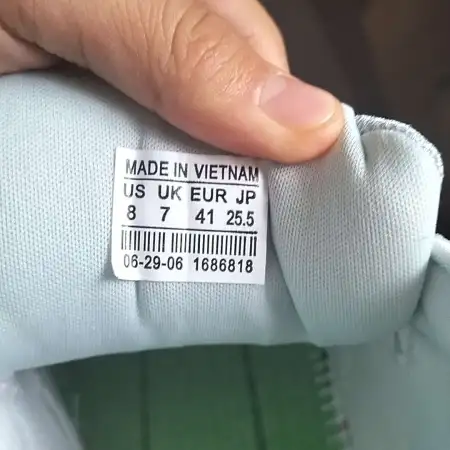 MADE IN VIETNAM
US UK EUR JP
8 7 41 25.5
06-29-06 1686818